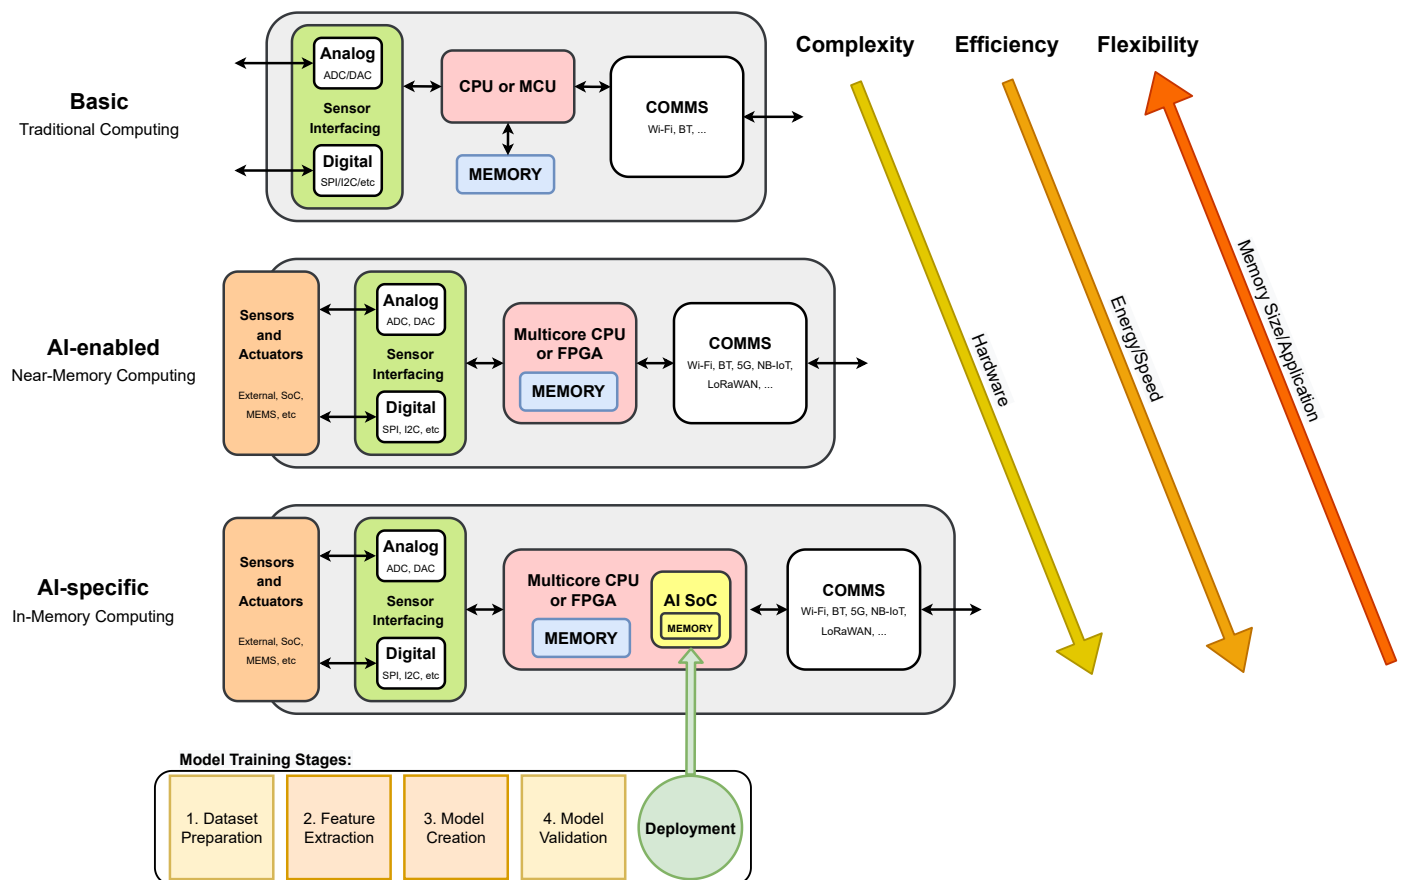 Complexity
Efficiency
Flexibility
Basic
Traditional Computing
Analog
ADC/DAC
Sensor
Interfacing
Digital
SPI/I2C/etc
CPU or MCU
MEMORY
COMMS
Wi-Fi, BT, ...
Hardware
Energy/Speed
Memory Size/Application
AI-enabled
Near-Memory Computing
Sensors
and
Actuators
External, SoC,
MEMS, etc
Analog
ADC, DAC
Sensor
Interfacing
Digital
SPI, I2C, etc
Multicore CPU
or FPGA
MEMORY
COMMS
Wi-Fi, BT, 5G, NB-IoT,
LoRaWAN, ...
AI-specific
In-Memory Computing
Sensors
and
Actuators
External, SoC,
MEMS, etc
Analog
ADC, DAC
Sensor
Interfacing
Digital
SPI, I2C, etc
Multicore CPU
or FPGA
MEMORY
AI SoC
MEMORY
COMMS
Wi-Fi, BT, 5G, NB-IoT,
LoRaWAN, ...
Model Training Stages:
1. Dataset
Preparation
2. Feature
Extraction
3. Model
Creation
4. Model
Validation
Deployment